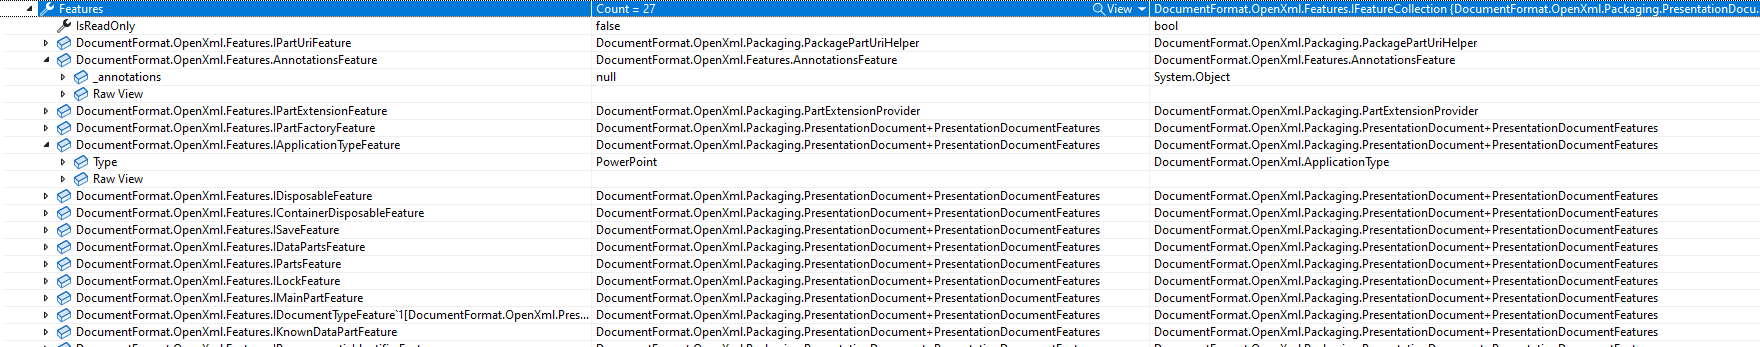 Features Count = 27 View DocumentFormat.OpenXml.Features.IFeatureCollection {DocumentFormat.OpenXml.Packaging.PresentationDocu...
IsReadOnly false bool
DocumentFormat.OpenXml.Features.IPartUriFeature DocumentFormat.OpenXml.Packaging.PackagePartUriHelper DocumentFormat.OpenXml.Packaging.PackagePartUriHelper
DocumentFormat.OpenXml.Features.AnnotationsFeature DocumentFormat.OpenXml.Features.AnnotationsFeature DocumentFormat.OpenXml.Features.AnnotationsFeature
_annotations null System.Object
Raw View
DocumentFormat.OpenXml.Features.IPartExtensionFeature DocumentFormat.OpenXml.Packaging.PartExtensionProvider DocumentFormat.OpenXml.Packaging.PartExtensionProvider
DocumentFormat.OpenXml.Features.IPartFactoryFeature DocumentFormat.OpenXml.Packaging.PresentationDocument+PresentationDocumentFeatures DocumentFormat.OpenXml.Packaging.PresentationDocument+PresentationDocumentFeatures
DocumentFormat.OpenXml.Features.IApplicationTypeFeature DocumentFormat.OpenXml.Packaging.PresentationDocument+PresentationDocumentFeatures DocumentFormat.OpenXml.Packaging.PresentationDocument+PresentationDocumentFeatures
Type PowerPoint DocumentFormat.OpenXml.ApplicationType
Raw View
DocumentFormat.OpenXml.Features.IDisposableFeature DocumentFormat.OpenXml.Packaging.PresentationDocument+PresentationDocumentFeatures DocumentFormat.OpenXml.Packaging.PresentationDocument+PresentationDocumentFeatures
DocumentFormat.OpenXml.Features.IContainerDisposableFeature DocumentFormat.OpenXml.Packaging.PresentationDocument+PresentationDocumentFeatures DocumentFormat.OpenXml.Packaging.PresentationDocument+PresentationDocumentFeatures
DocumentFormat.OpenXml.Features.ISaveFeature DocumentFormat.OpenXml.Packaging.PresentationDocument+PresentationDocumentFeatures DocumentFormat.OpenXml.Packaging.PresentationDocument+PresentationDocumentFeatures
DocumentFormat.OpenXml.Features.IDataPartsFeature DocumentFormat.OpenXml.Packaging.PresentationDocument+PresentationDocumentFeatures DocumentFormat.OpenXml.Packaging.PresentationDocument+PresentationDocumentFeatures
DocumentFormat.OpenXml.Features.IPartsFeature DocumentFormat.OpenXml.Packaging.PresentationDocument+PresentationDocumentFeatures DocumentFormat.OpenXml.Packaging.PresentationDocument+PresentationDocumentFeatures
DocumentFormat.OpenXml.Features.ILockFeature DocumentFormat.OpenXml.Packaging.PresentationDocument+PresentationDocumentFeatures DocumentFormat.OpenXml.Packaging.PresentationDocument+PresentationDocumentFeatures
DocumentFormat.OpenXml.Features.IMainPartFeature DocumentFormat.OpenXml.Packaging.PresentationDocument+PresentationDocumentFeatures DocumentFormat.OpenXml.Packaging.PresentationDocument+PresentationDocumentFeatures
DocumentFormat.OpenXml.Features.IDocumentTypeFeature`1[DocumentFormat.OpenXml.Pres... DocumentFormat.OpenXml.Packaging.PresentationDocument+PresentationDocumentFeatures DocumentFormat.OpenXml.Packaging.PresentationDocument+PresentationDocumentFeatures
DocumentFormat.OpenXml.Features.IKnownDataPartFeature DocumentFormat.OpenXml.Packaging.PresentationDocument+PresentationDocumentFeatures DocumentFormat.OpenXml.Packaging.PresentationDocument+PresentationDocumentFeatures